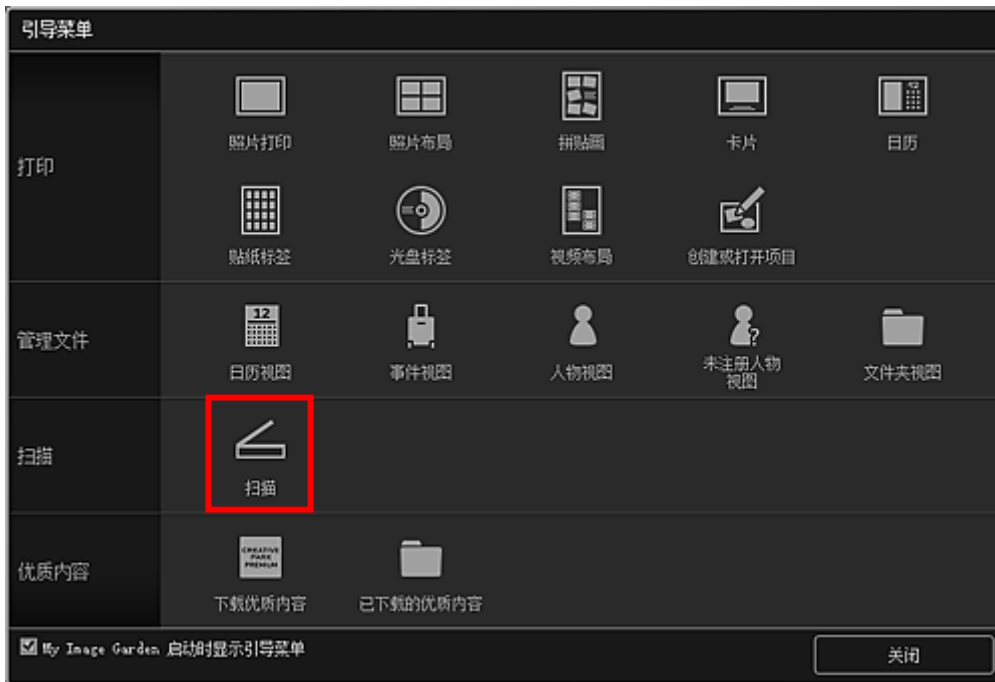 引导菜单
打印
照片打印
照片布局
拼贴画
卡片
日历
贴纸标签
光盘标签
视频布局
创建或打开项目
管理文件
12
日历视图
事件视图
人物视图
未注册人物
视图
文件夹视图
扫描
扫描
优质内容
CREATIVE
PARK
PREMIUM
下载优质内容
已下载的优质内容
My Image Garden 启动时显示引导菜单
关闭